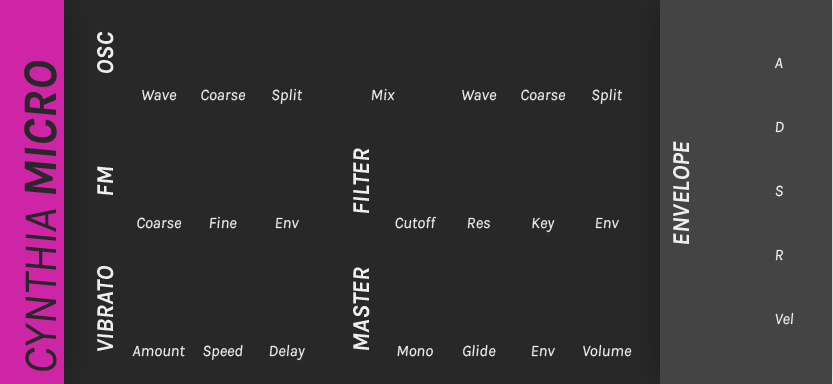 CYNTHIA MICRO
OSC
Wave Coarse Split Mix Wave Coarse Split
FM
Coarse Fine Env
FILTER
Cutoff Res Key Env
VIBRATO
Amount Speed Delay
MASTER
Mono Glide Env Volume
ENVELOPE
A
D
S
R
Vel